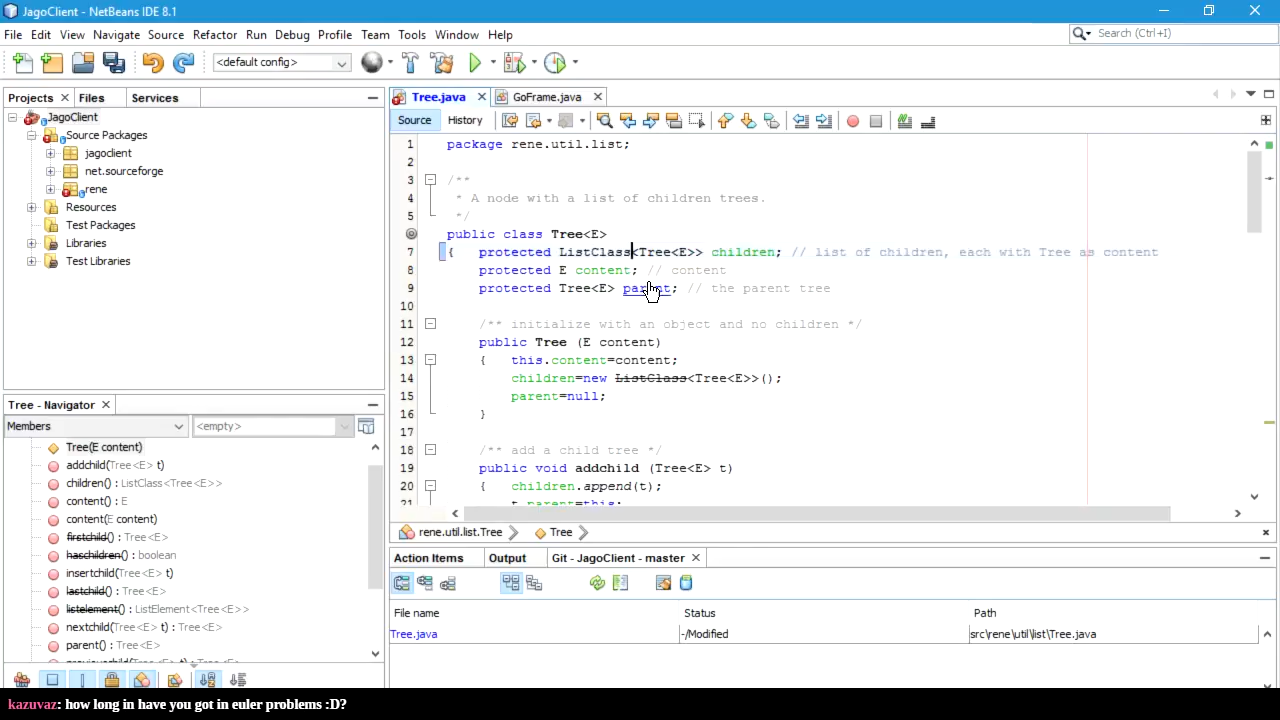 JagoClient - NetBeans IDE 8.1
File Edit View Navigate Source Refactor Run Debug Profile Team Tools Window Help
Search (Ctrl+I)
<default config>
Projects Files Services
JagoClient
Source Packages
jagoclient
net.sourceforge
rene
Resources
Test Packages
Libraries
Test Libraries
Tree - Navigator
Members
<empty>
Tree(E content)
addchild(Tree<E> t)
children() : ListClass<Tree<E>>
content() : E
content(E content)
firstchild() : Tree<E>
haschildren() : boolean
insertchild(Tree<E> t)
lastchild() : Tree<E>
listelement() : ListElement<Tree<E>>
nextchild(Tree<E> t) : Tree<E>
parent() : Tree<E>
Tree.java GoFrame.java
Source History
1 package rene.util.list;
2
3 /**
4 * A node with a list of children trees.
5 */
public class Tree<E>
7 { protected ListClass<Tree<E>> children; // list of children, each with Tree as content
8 protected E content; // content
9 protected Tree<E> parent; // the parent tree
10
11 /** initialize with an object and no children */
12 public Tree (E content)
13 { this.content=content;
14 children=new ListClass<Tree<E>>();
15 parent=null;
16 }
17
18 /** add a child tree */
19 public void addchild (Tree<E> t)
20 { children.append(t);
21 t.parent=this;
rene.util.list.Tree Tree
Action Items Output Git - JagoClient - master
File name Status Path
Tree.java -/Modified src\rene\util\list\Tree.java
kazuvaz: how long in have you got in euler problems :D?